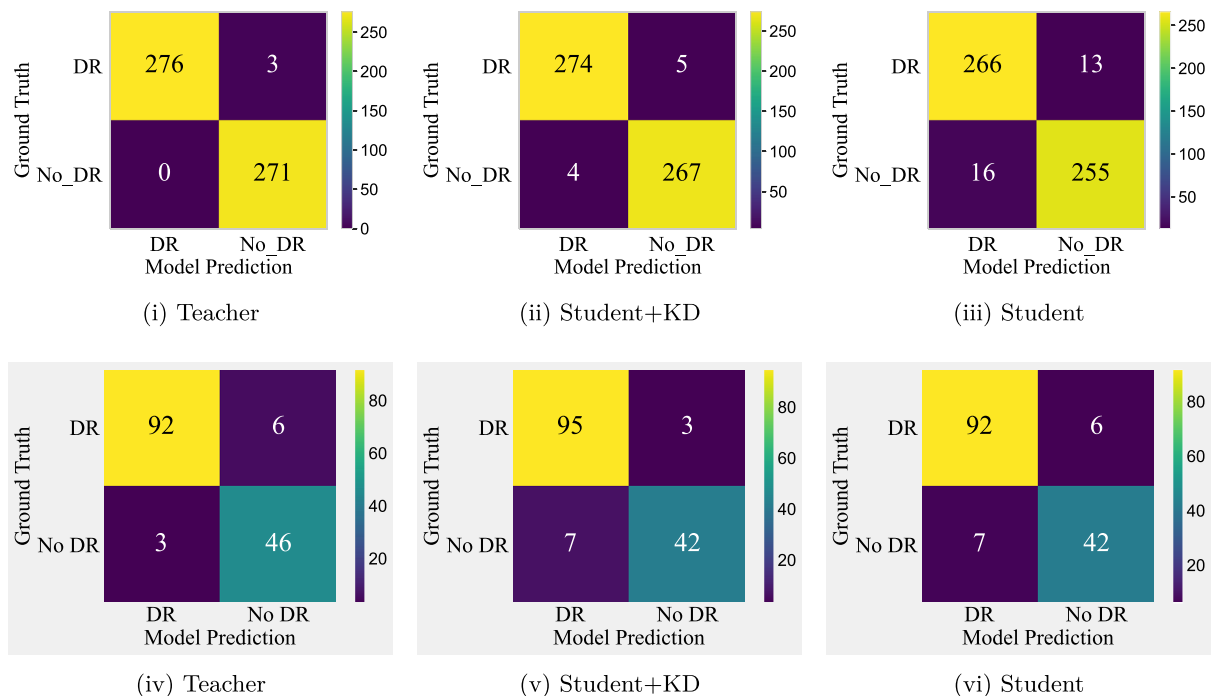 Ground Truth
DR
276
3
No_DR
0
271
DR
No_DR
Model Prediction
250
200
150
100
50
0
(i) Teacher
Ground Truth
DR
274
5
No_DR
4
267
DR
No_DR
Model Prediction
250
200
150
100
50
(ii) Student+KD
Ground Truth
DR
266
13
No_DR
16
255
DR
No_DR
Model Prediction
250
200
150
100
50
(iii) Student
Ground Truth
DR
92
6
No DR
3
46
DR
No DR
Model Prediction
80
60
40
20
(iv) Teacher
Ground Truth
DR
95
3
No DR
7
42
DR
No DR
Model Prediction
80
60
40
20
(v) Student+KD
Ground Truth
DR
92
6
No DR
7
42
DR
No DR
Model Prediction
80
60
40
20
(vi) Student